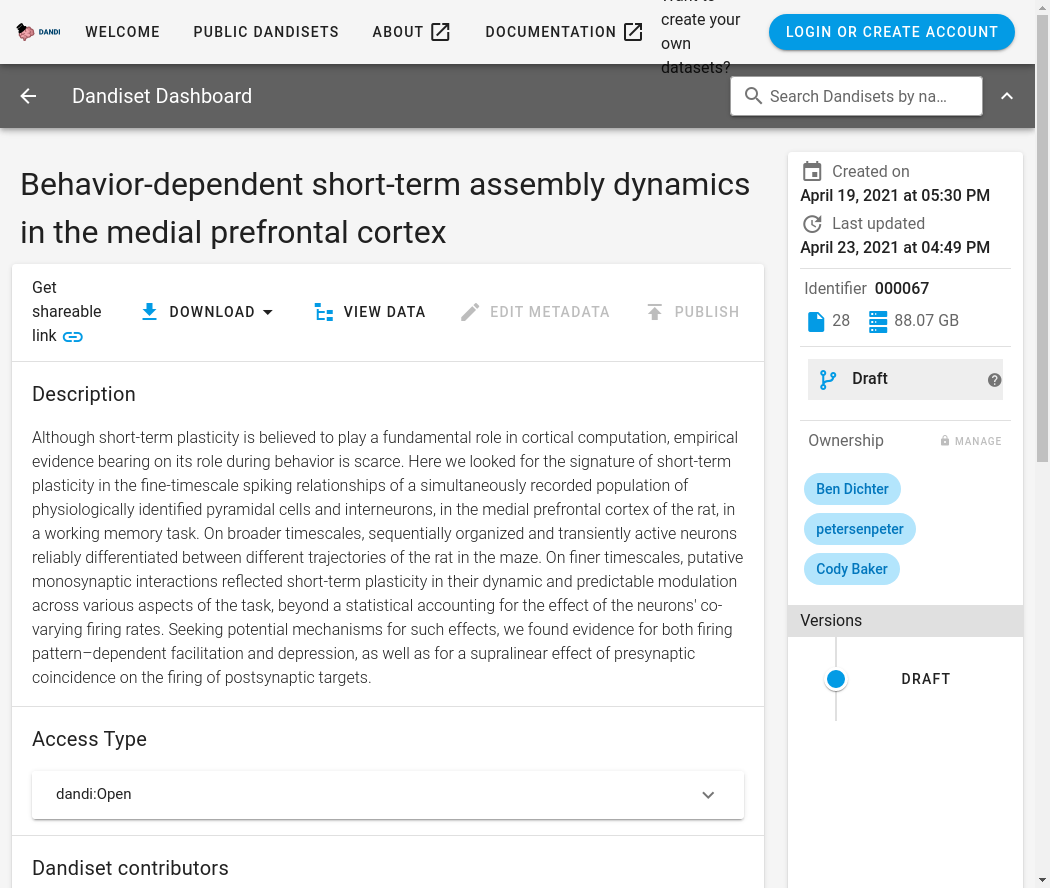 DANDI
WELCOME
PUBLIC DANDISETS
ABOUT
DOCUMENTATION
create your
own
datasets?
LOGIN OR CREATE ACCOUNT
Dandiset Dashboard
Search Dandisets by na...
Behavior-dependent short-term assembly dynamics
in the medial prefrontal cortex
Get
shareable
link
DOWNLOAD
VIEW DATA
EDIT METADATA
PUBLISH
Description
Although short-term plasticity is believed to play a fundamental role in cortical computation, empirical
evidence bearing on its role during behavior is scarce. Here we looked for the signature of short-term
plasticity in the fine-timescale spiking relationships of a simultaneously recorded population of
physiologically identified pyramidal cells and interneurons, in the medial prefrontal cortex of the rat, in
a working memory task. On broader timescales, sequentially organized and transiently active neurons
reliably differentiated between different trajectories of the rat in the maze. On finer timescales, putative
monosynaptic interactions reflected short-term plasticity in their dynamic and predictable modulation
across various aspects of the task, beyond a statistical accounting for the effect of the neurons' co-
varying firing rates. Seeking potential mechanisms for such effects, we found evidence for both firing
pattern–dependent facilitation and depression, as well as for a supralinear effect of presynaptic
coincidence on the firing of postsynaptic targets.
Access Type
dandi:Open
Dandiset contributors
Created on
April 19, 2021 at 05:30 PM
Last updated
April 23, 2021 at 04:49 PM
Identifier 000067
28
88.07 GB
Draft
Ownership
MANAGE
Ben Dichter
petersenpeter
Cody Baker
Versions
DRAFT